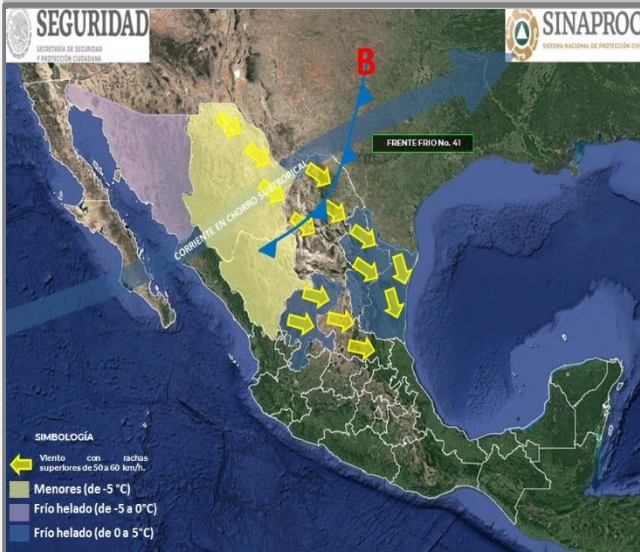 SEGURIDAD
SECRETARÍA DE SEGURIDAD
Y PROTECCIÓN CIUDADANA
SINAPROC
SISTEMA NACIONAL DE PROTECCIÓN CIVI
B
FRENTE FRIO No. 41
CORRIENTE EN CHORRO SUBTROPICAL
SIMBOLOGÍA
Viento con rachas
superiores de 50 a 60 km/h.
Menores (de -5 °C)
Frío helado (de -5 a 0°C)
Frío helado (de 0 a 5°C)